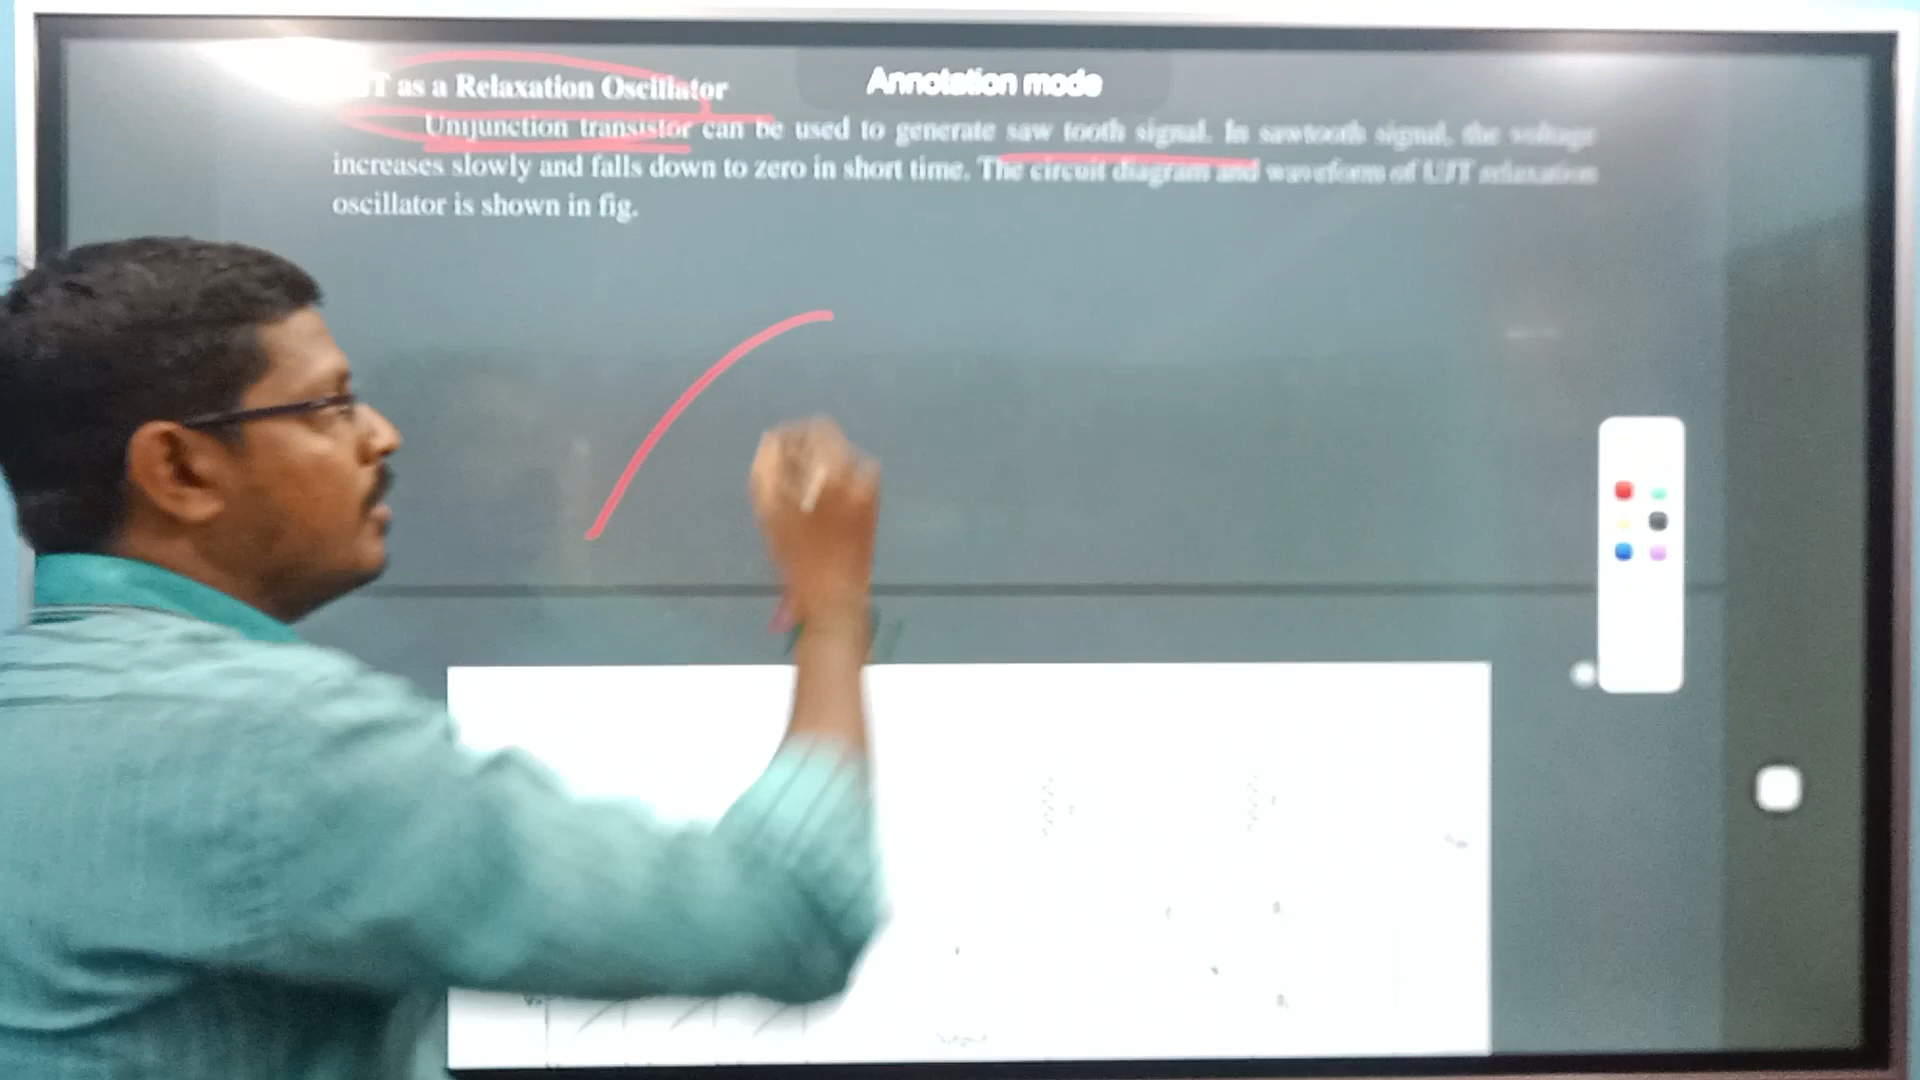 T as a Relaxation Oscillator
Annotation mode
Unijunction transistor can be used to generate saw tooth signal. In sawtooth signal, the voltage
increases slowly and falls down to zero in short time. The circuit diagram and waveform of UJT relaxation
oscillator is shown in fig.